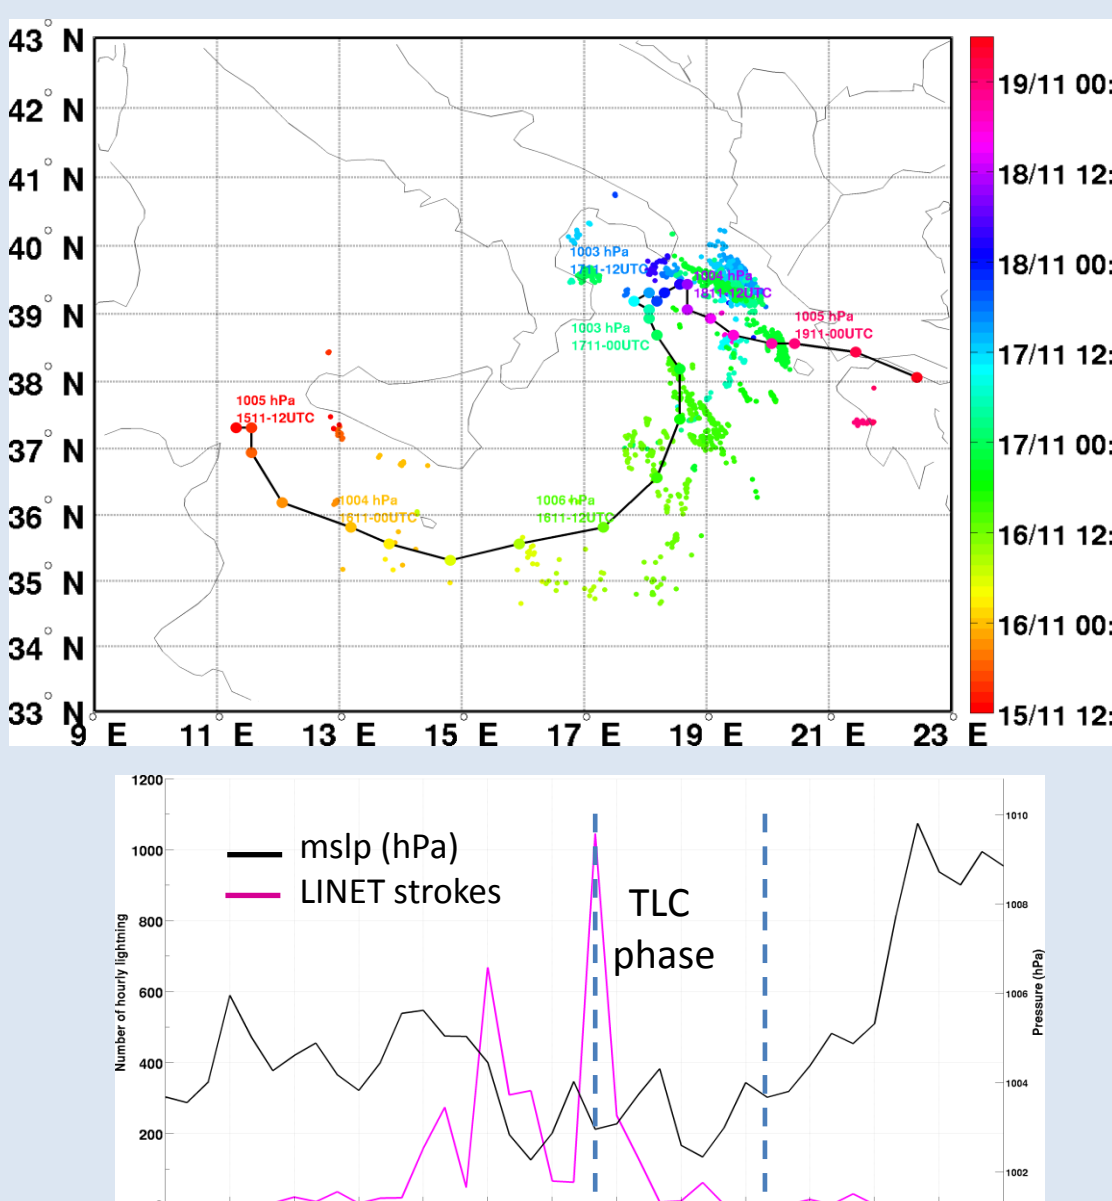 43° N
42° N
41° N
40° N
39° N
38° N
37° N
36° N
35° N
34° N
33° N
9° E
11° E
13° E
15° E
17° E
19° E
21° E
23° E
1003 hPa
1711-12UTC
1004 hPa
1811-12UTC
1003 hPa
1711-00UTC
1005 hPa
1911-00UTC
1005 hPa
1511-12UTC
1004 hPa
1611-00UTC
1006 hPa
1611-12UTC
19/11 00:
18/11 12:
18/11 00:
17/11 12:
17/11 00:
16/11 12:
16/11 00:
15/11 12:
1200
1000
800
600
400
200
Number of hourly lightning
mslp (hPa)
LINET strokes
TLC
phase
1010
1008
1006
1004
1002
Pressure (hPa)